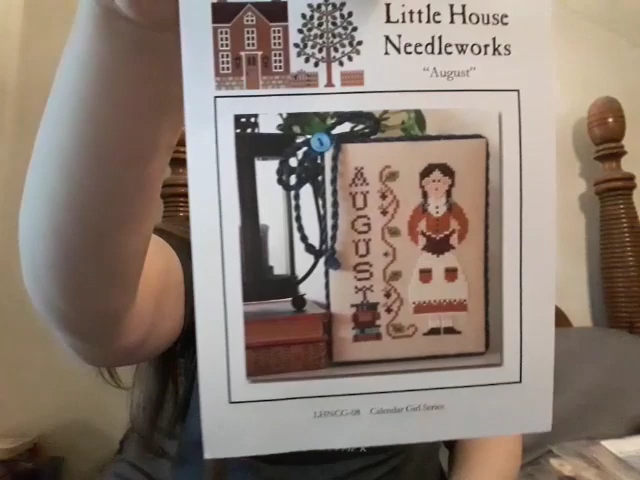 Little House
Needleworks
"August"
AUGUST
LHNCG-08 Calendar Girl Series